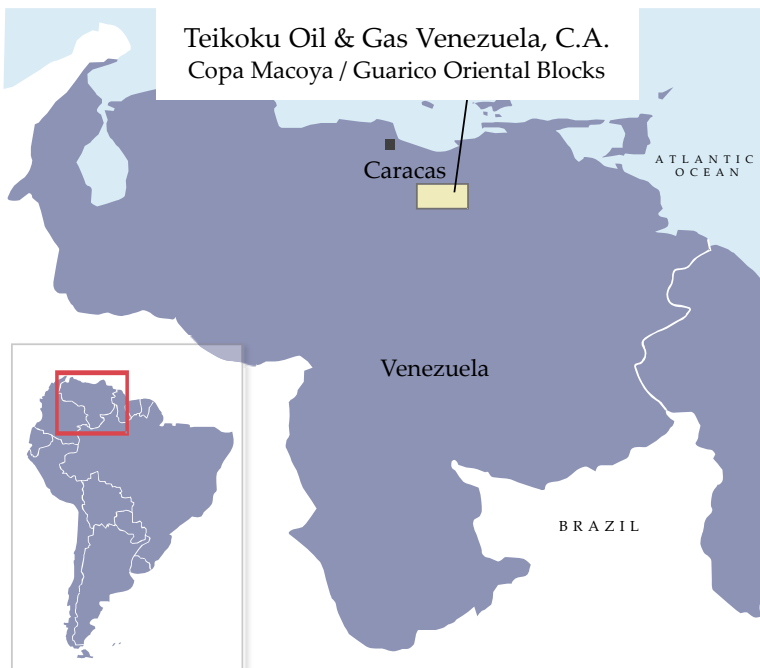 Teikoku Oil & Gas Venezuela, C.A.
Copa Macoya / Guarico Oriental Blocks
Caracas
ATLANTIC
OCEAN
Venezuela
BRAZIL